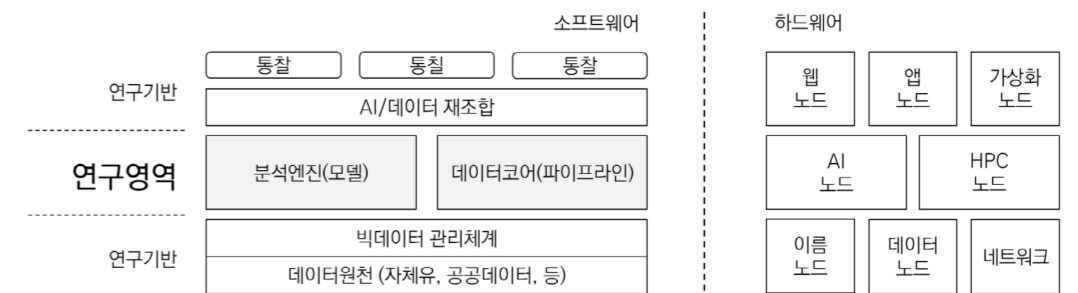 소프트웨어
하드웨어
연구기반
통찰
통칠
통찰
AI/데이터 재조합
연구영역
분석엔진(모델)
데이터코어(파이프라인)
연구기반
빅데이터 관리체계
데이터원천 (자체유, 공공데이터, 등)
웹
노드
앱
노드
가상화
노드
AI
노드
HPC
노드
이름
노드
데이터
노드
네트워크